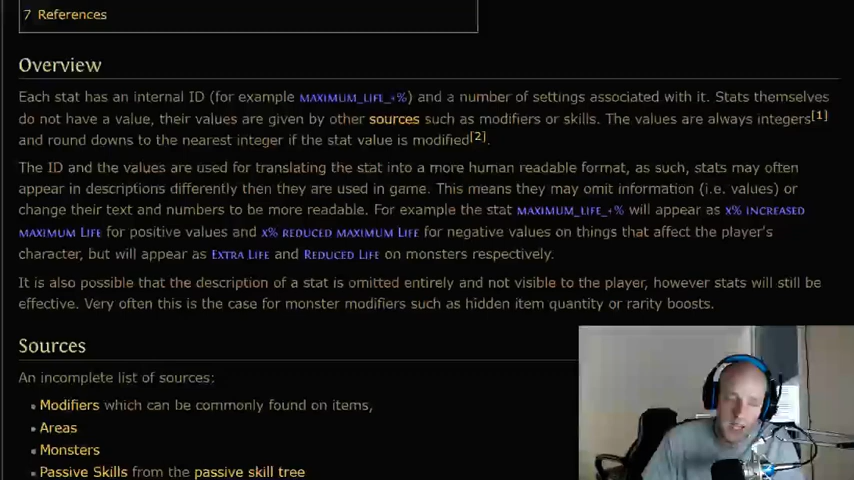 7 References
Overview
Each stat has an internal ID (for example MAXIMUM_LIFE_+%) and a number of settings associated with it. Stats themselves
do not have a value, their values are given by other sources such as modifiers or skills. The values are always integers[1]
and round downs to the nearest integer if the stat value is modified[2].
The ID and the values are used for translating the stat into a more human readable format, as such, stats may often
appear in descriptions differently then they are used in game. This means they may omit information (i.e. values) or
change their text and numbers to be more readable. For example the stat MAXIMUM_LIFE_+% will appear as X% INCREASED
MAXIMUM LIFE for positive values and X% REDUCED MAXIMUM LIFE for negative values on things that affect the player's
character, but will appear as EXTRA LIFE and REDUCED LIFE on monsters respectively.
It is also possible that the description of a stat is omitted entirely and not visible to the player, however stats will still be
effective. Very often this is the case for monster modifiers such as hidden item quantity or rarity boosts.
Sources
An incomplete list of sources:
Modifiers which can be commonly found on items,
Areas
Monsters
Passive Skills from the passive skill tree